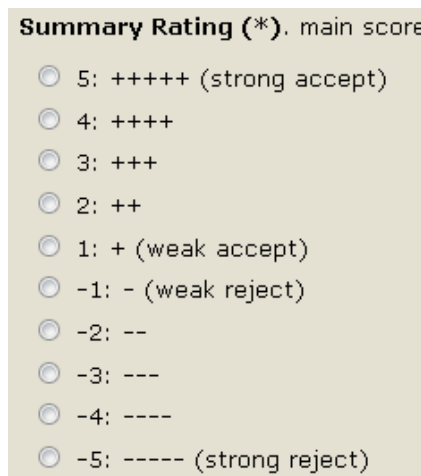 Summary Rating (*). main score
5: +++++ (strong accept)
4: ++++
3: +++
2: ++
1: + (weak accept)
-1: - (weak reject)
-2: --
-3: ---
-4: ----
-5: ----- (strong reject)